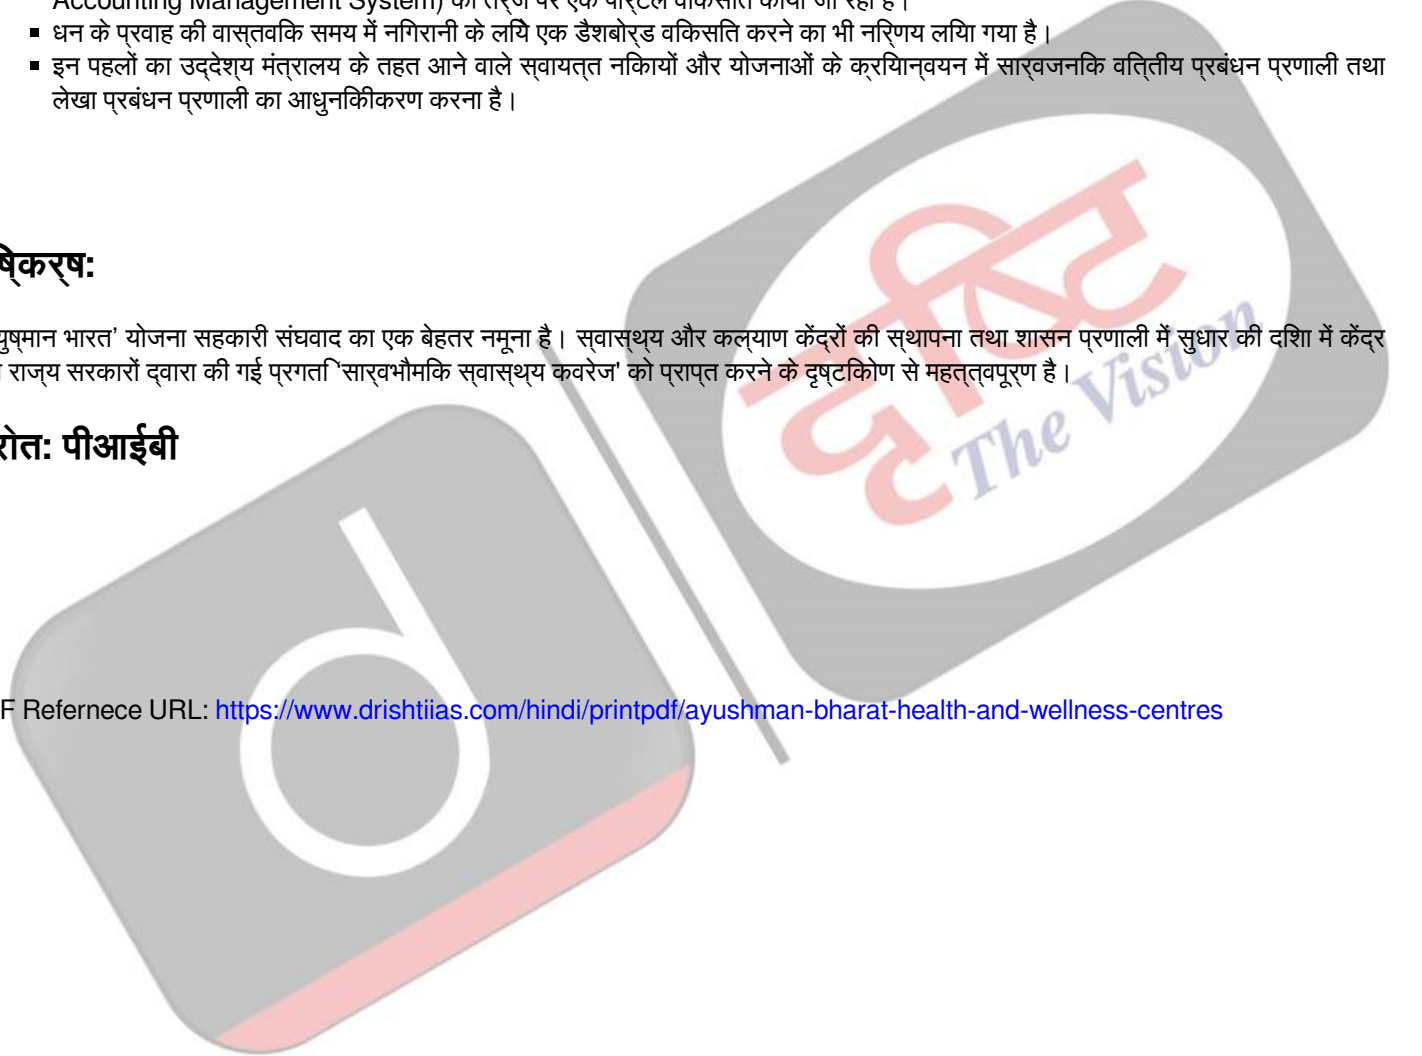 Accounting Management System) की तर्ज पर एक पोर्टल विकसित किया जा रहा है।
▪ धन के प्रवाह की वास्तविक समय में निगरानी के लिये एक डैशबोर्ड विकसित करने का भी निर्णय लिया गया है।
▪ इन पहलों का उद्देश्य मंत्रालय के तहत आने वाले स्वायत्त निकायों और योजनाओं के क्रियान्वयन में सार्वजनिक वित्तीय प्रबंधन प्रणाली तथा
लेखा प्रबंधन प्रणाली का आधुनिकीकरण करना है।
दृष्टि
The Vision
ष्कर्ष:
युष्मान भारत’ योजना सहकारी संघवाद का एक बेहतर नमूना है। स्वास्थ्य और कल्याण केंद्रों की स्थापना तथा शासन प्रणाली में सुधार की दिशा में केंद्र
राज्य सरकारों द्वारा की गई प्रगति 'सार्वभौमिक स्वास्थ्य कवरेज' को प्राप्त करने के दृष्टिकोण से महत्त्वपूर्ण है।
रोत: पीआईबी
F Refernece URL: https://www.drishtiias.com/hindi/printpdf/ayushman-bharat-health-and-wellness-centres